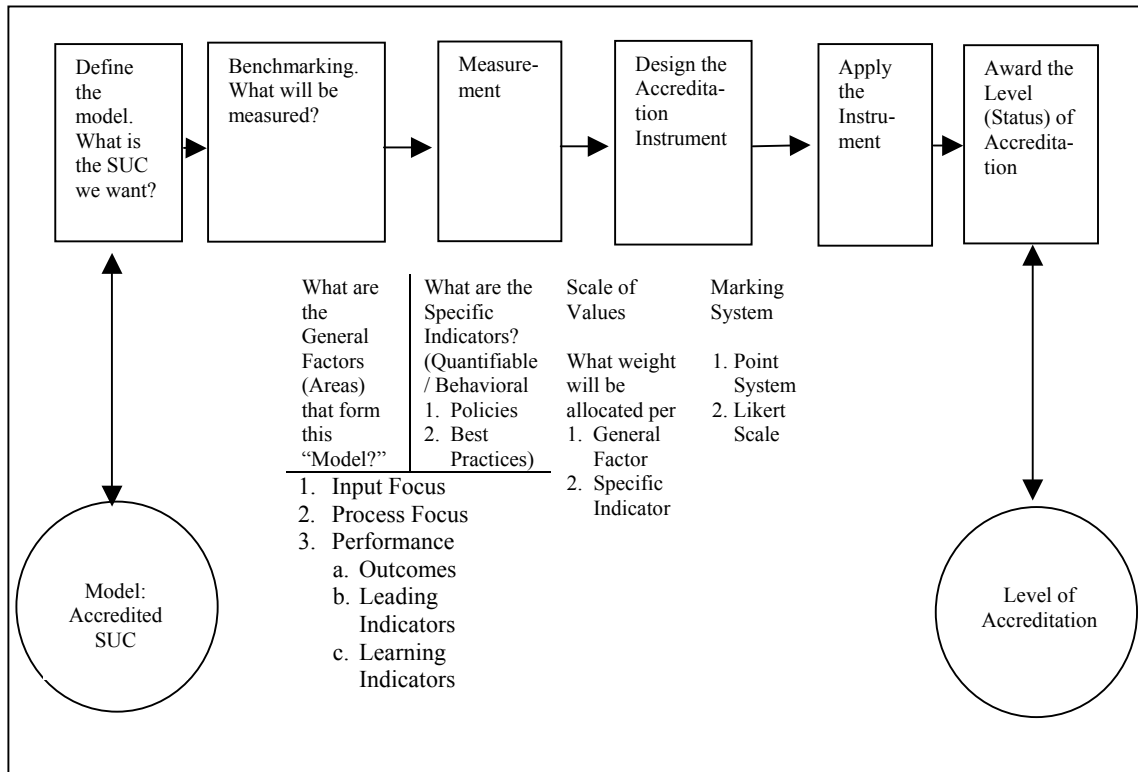 Define
the
model.
What is
the SUC
we want?
Benchmarking.
What will be
measured?
Measure-
ment
Design the
Accredita-
tion
Instrument
Apply
the
Instru-
ment
Award the
Level
(Status) of
Accredita-
tion
What are
the
General
Factors
(Areas)
that form
this
“Model?”
What are the
Specific
Indicators?
(Quantifiable
/ Behavioral
1. Policies
2. Best
Practices)
Scale of
Values
What weight
will be
allocated per
1. General
Factor
2. Specific
Indicator
Marking
System
1. Point
System
2. Likert
Scale
1. Input Focus
2. Process Focus
3. Performance
a. Outcomes
b. Leading
Indicators
c. Learning
Indicators
Model:
Accredited
SUC
Level of
Accreditation